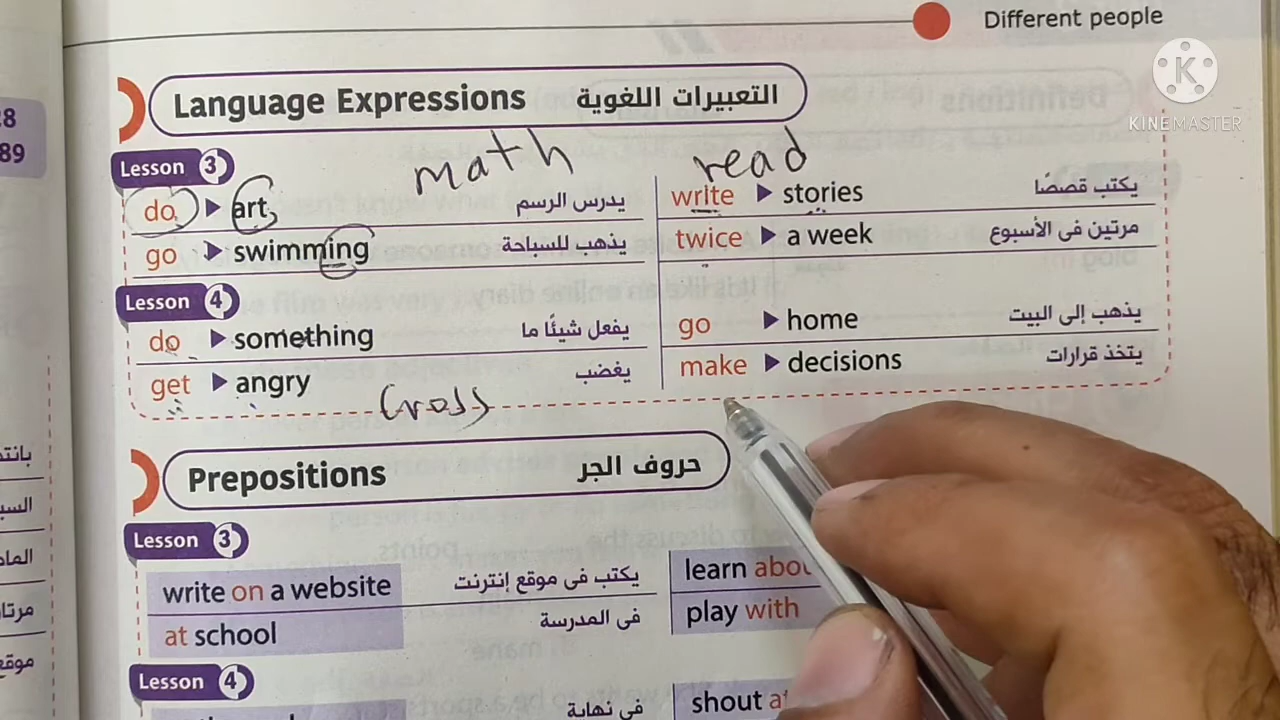 Different people
K
KINEMASTER
28
89
Language Expressions التعبيرات اللغوية
Lesson 3
math
read
do ▶ art يدرس الرسم
write ▶ stories يكتب قصصًا
go ▶ swimming يذهب للسباحة
twice ▶ a week مرتين فى الأسبوع
Lesson 4
do ▶ something يفعل شيئًا ما
go ▶ home يذهب إلى البيت
get ▶ angry يغضب
make ▶ decisions يتخذ قرارات
Cross
Prepositions حروف الجر
Lesson 3
write on a website يكتب فى موقع إنترنت
learn
at school فى المدرسة
play with
Lesson 4
فى نهاية
shout